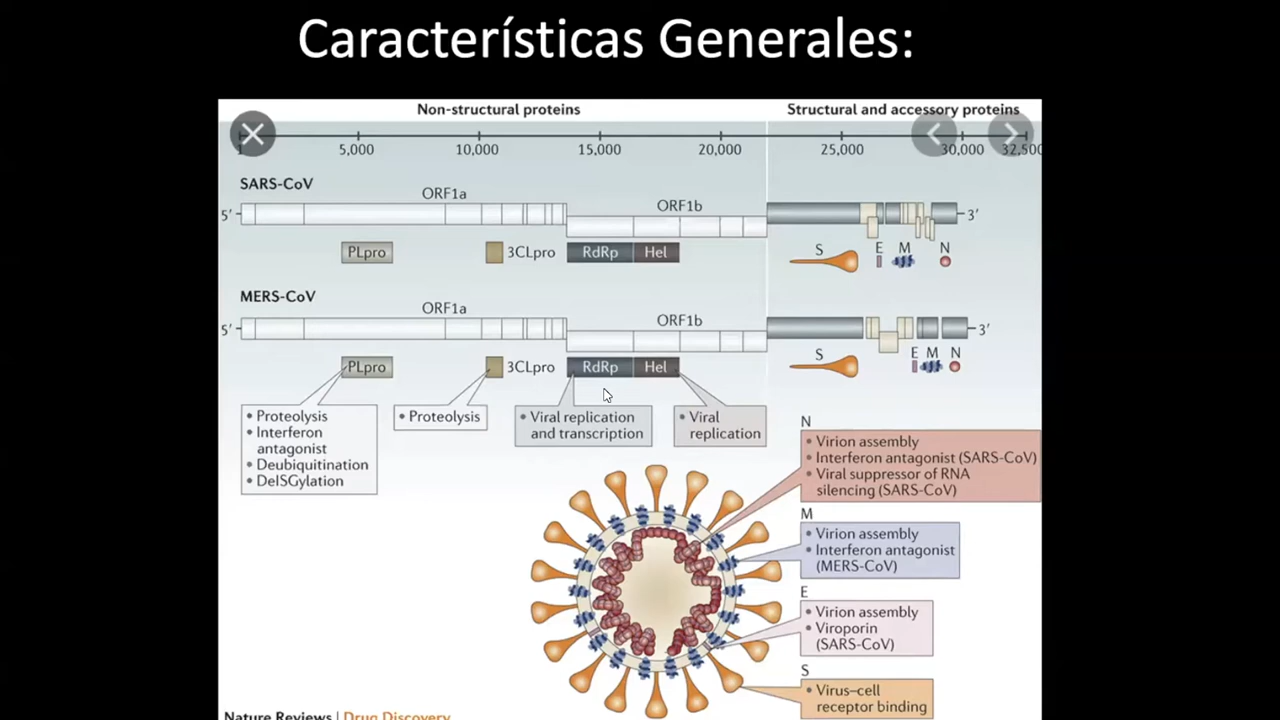 Características Generales:
Non-structural proteins
Structural and accessory proteins
1 5,000 10,000 15,000 20,000 25,000 30,000 32,500
SARS-CoV
ORF1a
ORF1b
5′
3′
PLpro
3CLpro
RdRp
Hel
S
E
M
N
MERS-CoV
ORF1a
ORF1b
5′
3′
PLpro
3CLpro
RdRp
Hel
S
E
M
N
• Proteolysis
• Interferon
antagonist
• Deubiquitination
• DeISGylation
• Proteolysis
• Viral replication
and transcription
• Viral
replication
N
• Virion assembly
• Interferon antagonist (SARS-CoV)
• Viral suppressor of RNA
silencing (SARS-CoV)
M
• Virion assembly
• Interferon antagonist
(MERS-CoV)
E
• Virion assembly
• Viroporin
(SARS-CoV)
S
• Virus–cell
receptor binding
Nature Reviews | Drug Discovery